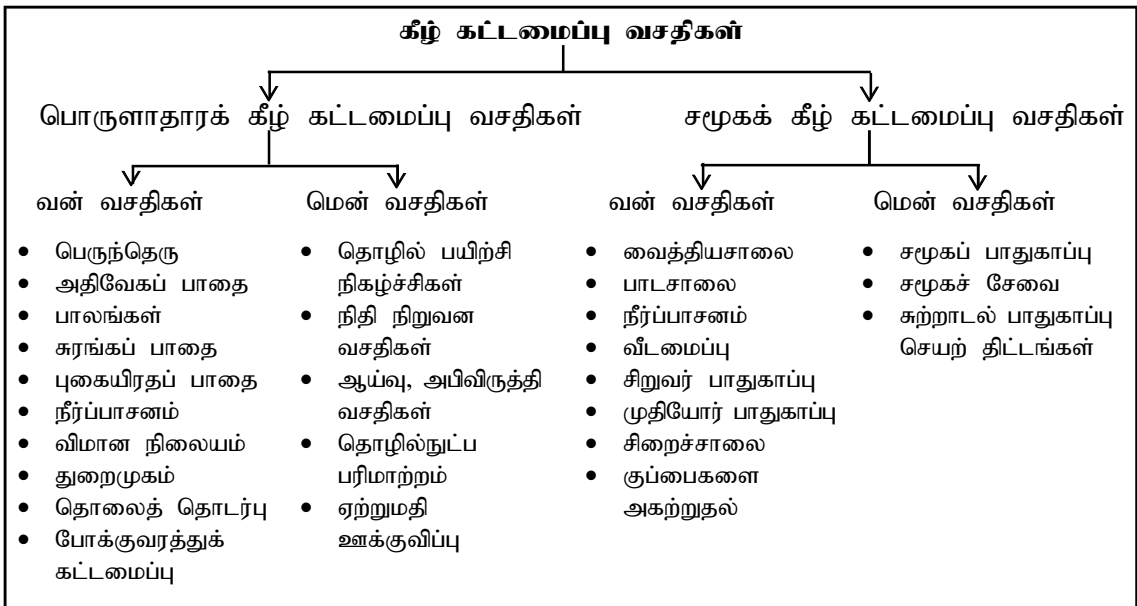 கீழ் கட்டமைப்பு வசதிகள்
பொருளாதாரக் கீழ் கட்டமைப்பு வசதிகள்
சமூகக் கீழ் கட்டமைப்பு வசதிகள்
வன் வசதிகள்
• பெருந்தெரு
• அதிவேகப் பாதை
• பாலங்கள்
• சுரங்கப் பாதை
• புகையிரதப் பாதை
• நீர்ப்பாசனம்
• விமான நிலையம்
• துறைமுகம்
• தொலைத் தொடர்பு
• போக்குவரத்துக்
கட்டமைப்பு
மென் வசதிகள்
• தொழில் பயிற்சி
நிகழ்ச்சிகள்
• நிதி நிறுவன
வசதிகள்
• ஆய்வு, அபிவிருத்தி
வசதிகள்
• தொழில்நுட்ப
பரிமாற்றம்
• ஏற்றுமதி
ஊக்குவிப்பு
வன் வசதிகள்
• வைத்தியசாலை
• பாடசாலை
• நீர்ப்பாசனம்
• வீடமைப்பு
• சிறுவர் பாதுகாப்பு
• முதியோர் பாதுகாப்பு
• சிறைச்சாலை
• குப்பைகளை
அகற்றுதல்
மென் வசதிகள்
• சமூகப் பாதுகாப்பு
• சமூகச் சேவை
• சுற்றாடல் பாதுகாப்பு
செயற் திட்டங்கள்